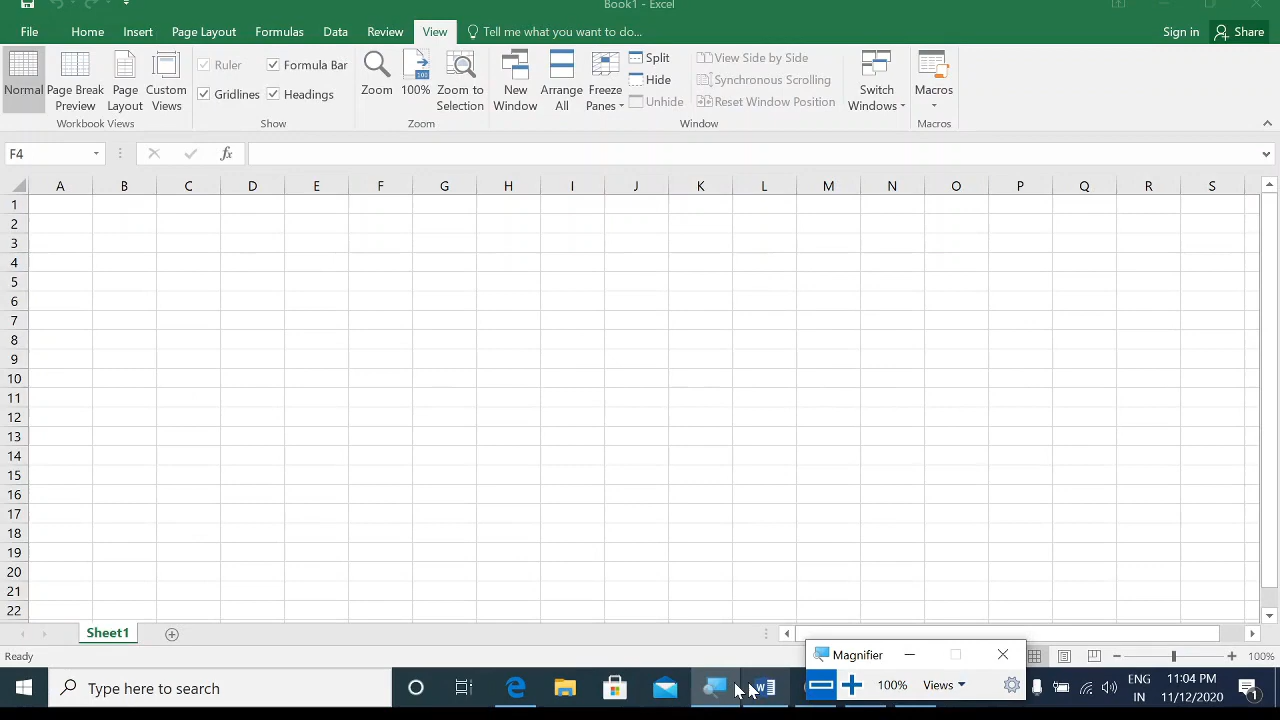 Book1 - Excel
File Home Insert Page Layout Formulas Data Review View Tell me what you want to do... Sign in Share
Normal Page Break Preview Page Layout Custom Views
Workbook Views
Ruler Formula Bar
Gridlines Headings
Show
Zoom 100% Zoom to Selection
100
Zoom
New Window Arrange All Freeze Panes
Split
Hide
Unhide
View Side by Side
Synchronous Scrolling
Reset Window Position
Switch Windows
Window
Macros
Macros
F4 fx
A B C D E F G H I J K L M N O P Q R S
1
2
3
4
5
6
7
8
9
10
11
12
13
14
15
16
17
18
19
20
21
22
Sheet1
Ready 100%
Magnifier
100% Views
Type here to search
ENG
IN
11:04 PM
11/12/2020
1